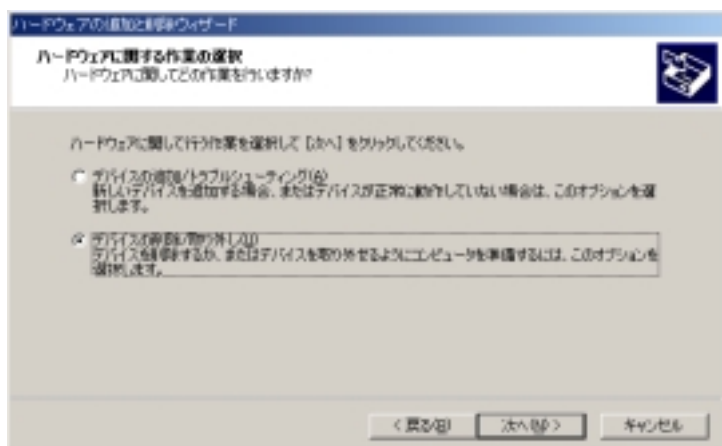 ハードウェアの追加と削除ウィザード
ハードウェアに関する作業の選択
ハードウェアに関してどの作業を行いますか?
ハードウェアに関して行う作業を選択して [次へ] をクリックしてください。
デバイスの追加/トラブルシューティング(A)
新しいデバイスを追加する場合、またはデバイスが正常に動作していない場合は、このオプションを選
択します。
デバイスの削除/取り外し(U)
デバイスを削除するか、またはデバイスを取り外せるようにコンピュータを準備するには、このオプションを
選択します。
< 戻る(B)
次へ(N) >
キャンセル